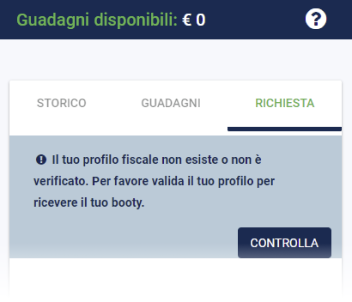 Guadagni disponibili: € 0 ?
STORICO GUADAGNI RICHIESTA
! Il tuo profilo fiscale non esiste o non è
verificato. Per favore valida il tuo profilo per
ricevere il tuo booty.
CONTROLLA